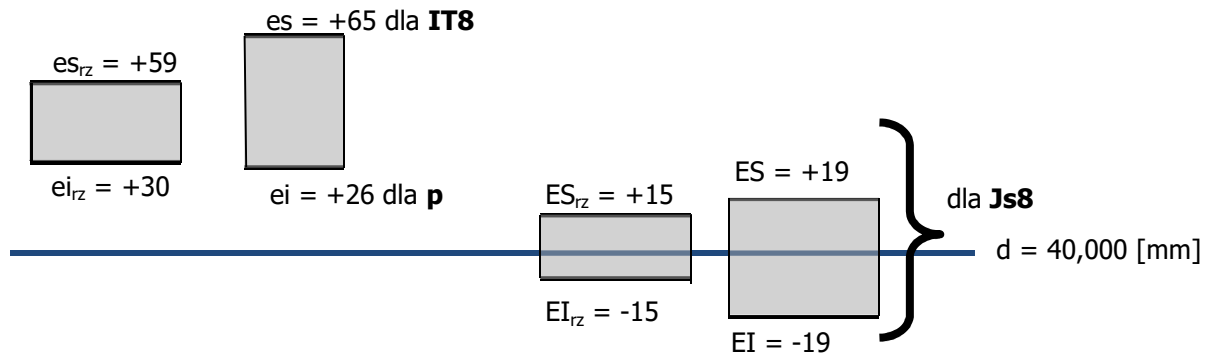 es = +65 dla IT8
es_rz = +59
ei_rz = +30
ei = +26 dla p
ES_rz = +15
ES = +19
dla Js8
d = 40,000 [mm]
EI_rz = -15
EI = -19